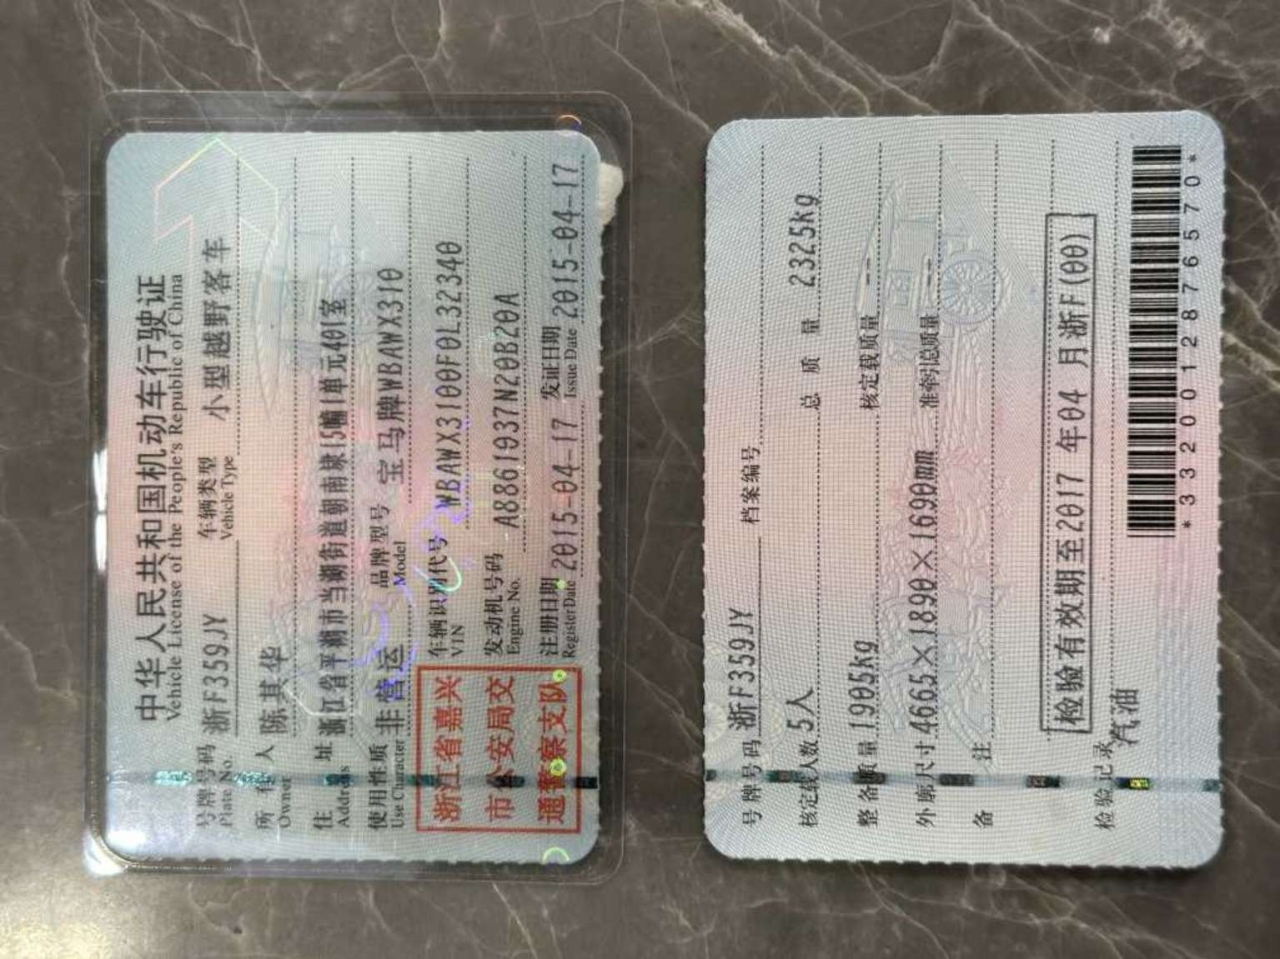 中华人民共和国机动车行驶证
Vehicle License of the People's Republic of China
号牌号码 浙F359JY 车辆类型 小型越野客车
Plate No. Vehicle Type
所有人 陈其华
Owner
住址 浙江省平湖市当湖街道朝南埭15幢1单元401室
Address
使用性质 非营运 品牌型号 宝马牌WBAWX310
Use Character Model
浙江省嘉兴
市公安局交
通警察支队
车辆识别代号 WBAWX3100F0L32340
VIN
发动机号码 A8861937N20B20A
Engine No.
注册日期 2015-04-17 发证日期 2015-04-17
Register Date Issue Date
号牌号码 浙F359JY 档案编号
核定载人数 5人 总质量 2325kg
整备质量 1905kg 核定载质量 ---
外廓尺寸 4665×1890×1690mm 准牵引总质量 ---
备注
检验有效期至2017年04月浙F(00)
检验记录
汽油
*3320012876570*